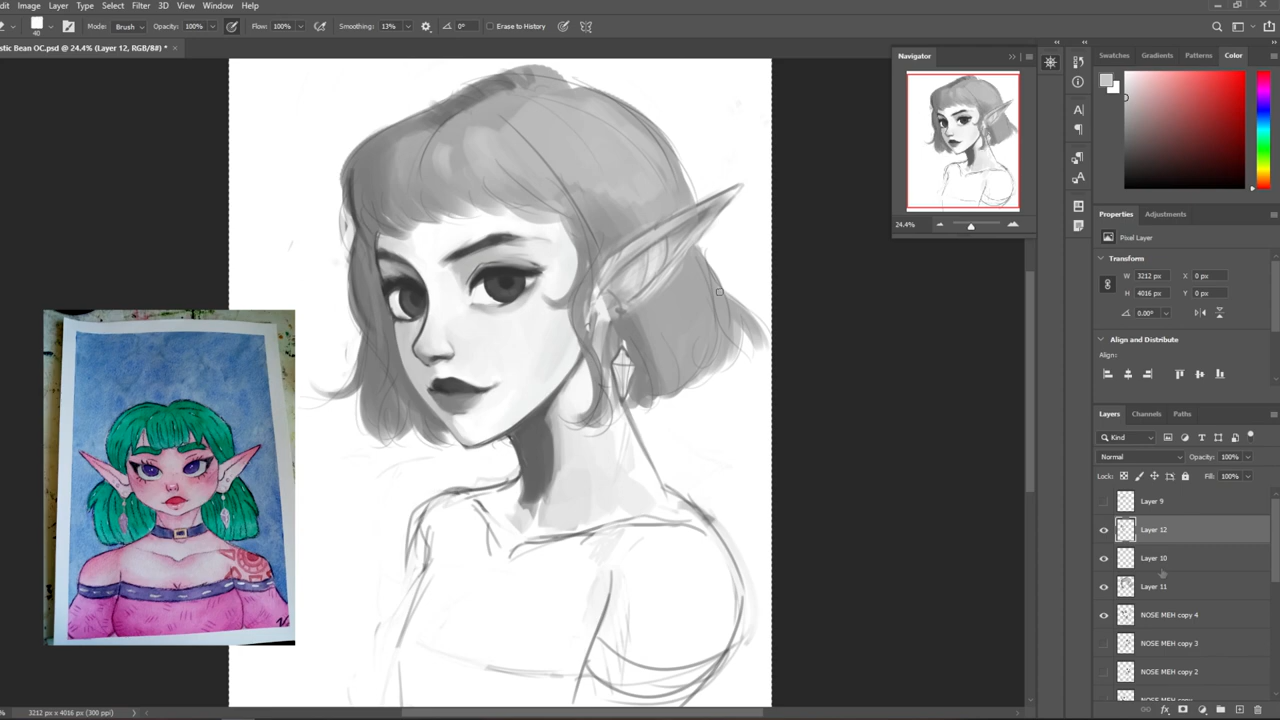 Image Layer Type Select Filter 3D View Window Help
40 Mode: Brush Opacity: 100% Flow: 100% Smoothing: 13% 0° Erase to History
Bean OC.psd @ 24.4% (Layer 12, RGB/8#) ×
Navigator
24.4%
Swatches Gradients Patterns Color
Properties Adjustments
Pixel Layer
Transform
W 3212 px X 0 px
H 4016 px Y 0 px
0.00°
Align and Distribute
Align:
Layers Channels Paths
Kind
Normal Opacity: 100%
Lock: Fill: 100%
Layer 9
Layer 12
Layer 10
Layer 11
NOSE MEH copy 4
NOSE MEH copy 3
NOSE MEH copy 2
NOSE MEH copy
3212 px x 4016 px (300 ppi)